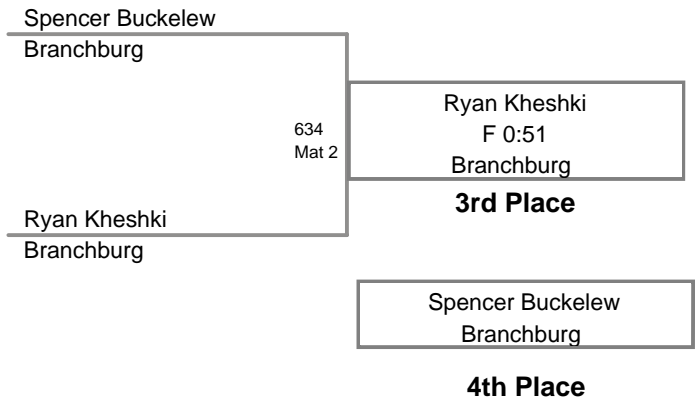 Spencer Buckelew
Branchburg
634
Mat 2
Ryan Kheshki
F 0:51
Branchburg
3rd Place
Ryan Kheshki
Branchburg
Spencer Buckelew
Branchburg
4th Place